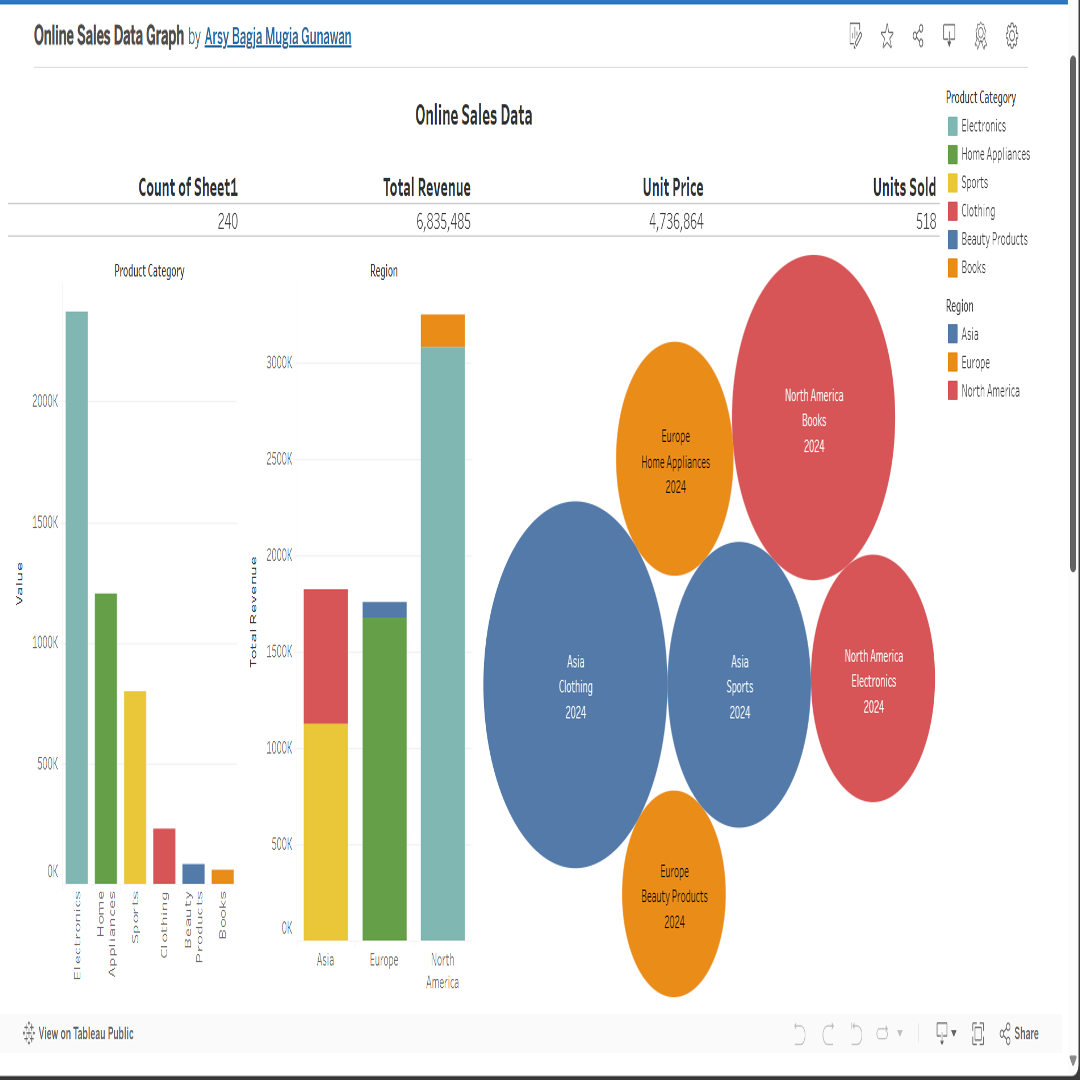 Online Sales Data Graph by Arsy Bagja Mugia Gunawan
Online Sales Data
Count of Sheet1 Total Revenue Unit Price Units Sold
240 6,835,485 4,736,864 518
Product Category
Electronics
Home Appliances
Sports
Clothing
Beauty Products
Books
Region
Asia
Europe
North America
Product Category
Value
2000K
1500K
1000K
500K
0K
Electronics
Home
Appliances
Sports
Clothing
Beauty
Products
Books
Region
Total Revenue
3000K
2500K
2000K
1500K
1000K
500K
0K
Asia
Europe
North
America
North America
Books
2024
Europe
Home Appliances
2024
Asia
Clothing
2024
Asia
Sports
2024
North America
Electronics
2024
Europe
Beauty Products
2024
View on Tableau Public
Share